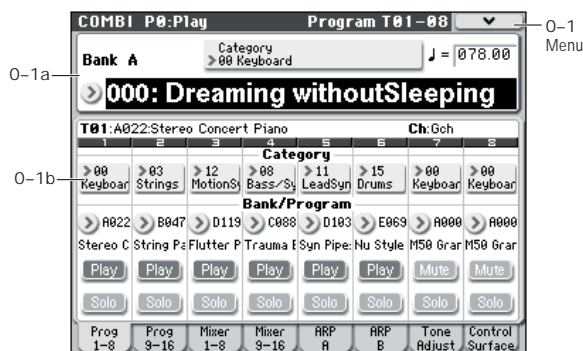 COMBI P0:Play Program T01-08
0–1
Menu
Category
Bank A >00 Keyboard ♩ = 078.00
0–1a
000: Dreaming withoutSleeping
T01:A022:Stereo Concert Piano Ch:Gch
1 2 3 4 5 6 7 8
Category
0–1b
>00 >03 >12 >08 >11 >15 >00 >00
Keyboar Strings MotionSy Bass/Sy LeadSyn Drums Keyboar Keyboar
Bank/Program
A022 B047 D119 C088 D103 E069 A000 A000
Stereo C String Pa Flutter P Trauma E Syn Pipe: Nu Style M50 Grar M50 Grar
Play Play Play Play Play Play Mute Mute
Solo Solo Solo Solo Solo Solo Solo Solo
Prog Prog Mixer Mixer ARP ARP Tone Control
1-8 9-16 1-8 9-16 A B Adjust Surface